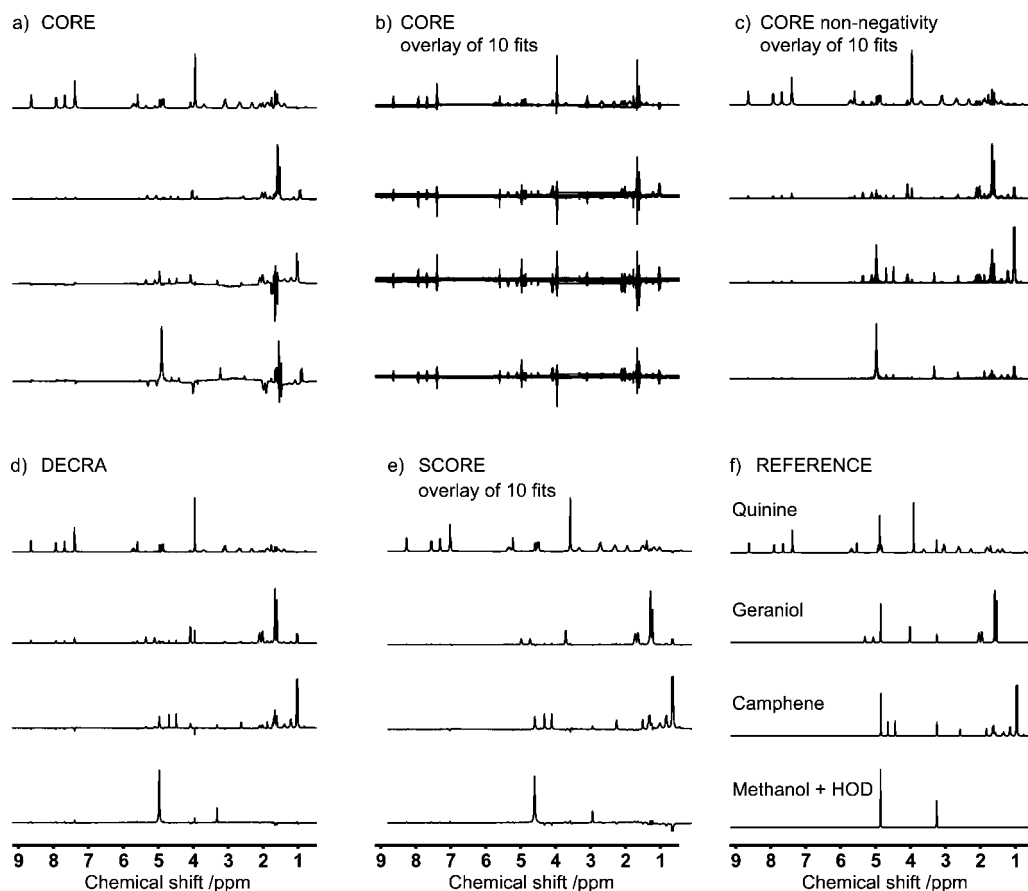 a) CORE
b) CORE
overlay of 10 fits
c) CORE non-negativity
overlay of 10 fits
d) DECRA
e) SCORE
overlay of 10 fits
f) REFERENCE
Quinine
Geraniol
Camphene
Methanol + HOD
9 8 7 6 5 4 3 2 1
Chemical shift /ppm
9 8 7 6 5 4 3 2 1
Chemical shift /ppm
9 8 7 6 5 4 3 2 1
Chemical shift /ppm